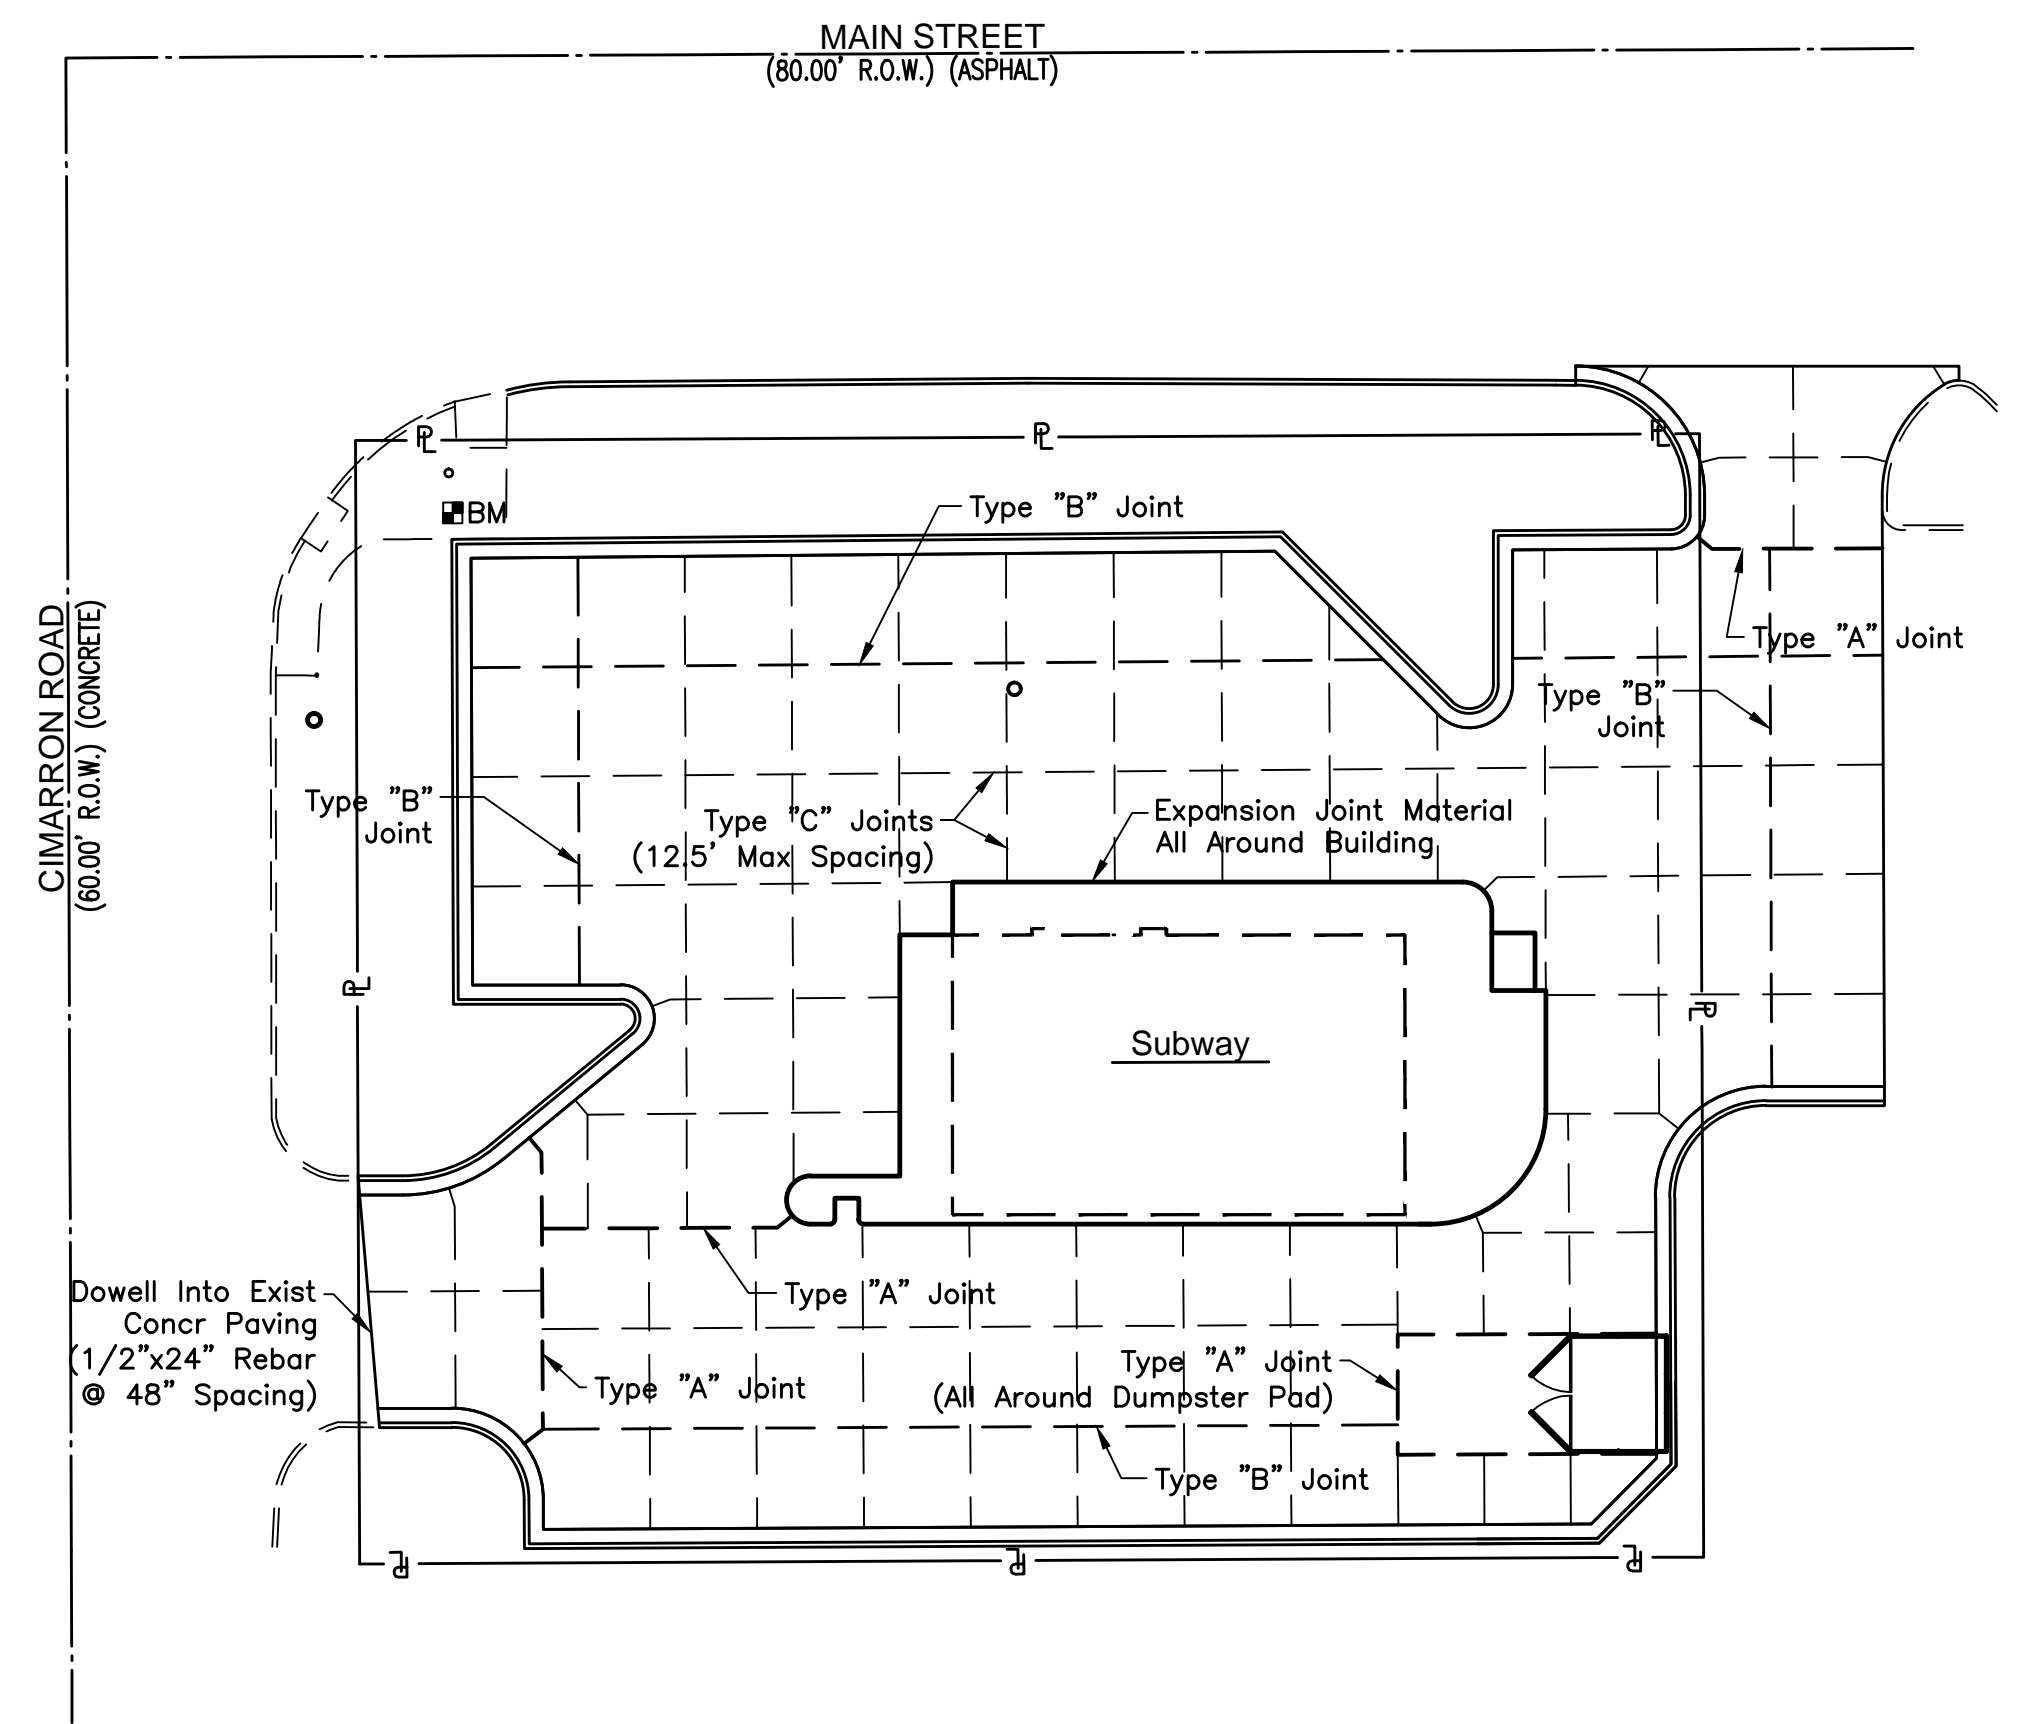 MAIN STREET
(80.00' R.O.W.) (ASPHALT)
PL
PL
PL
BM
Type "B" Joint
Type "A" Joint
CIMARRON ROAD
(60.00' R.O.W.) (CONCRETE)
Type "B"
Joint
Type "B"
Joint
Type "C" Joints
(12.5' Max Spacing)
Expansion Joint Material
All Around Building
PL
PL
Subway
Dowell Into Exist
Concr Paving
(1/2"x24" Rebar
@ 48" Spacing)
Type "A" Joint
Type "A" Joint
Type "A" Joint
(All Around Dumpster Pad)
Type "B" Joint
PL
PL
PL